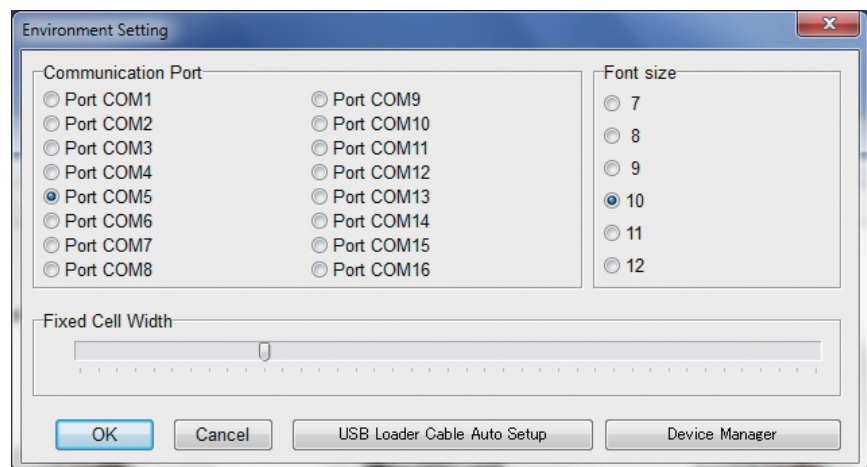 Environment Setting
Communication Port
Port COM1
Port COM2
Port COM3
Port COM4
Port COM5
Port COM6
Port COM7
Port COM8
Port COM9
Port COM10
Port COM11
Port COM12
Port COM13
Port COM14
Port COM15
Port COM16
Font size
7
8
9
10
11
12
Fixed Cell Width
OK
Cancel
USB Loader Cable Auto Setup
Device Manager